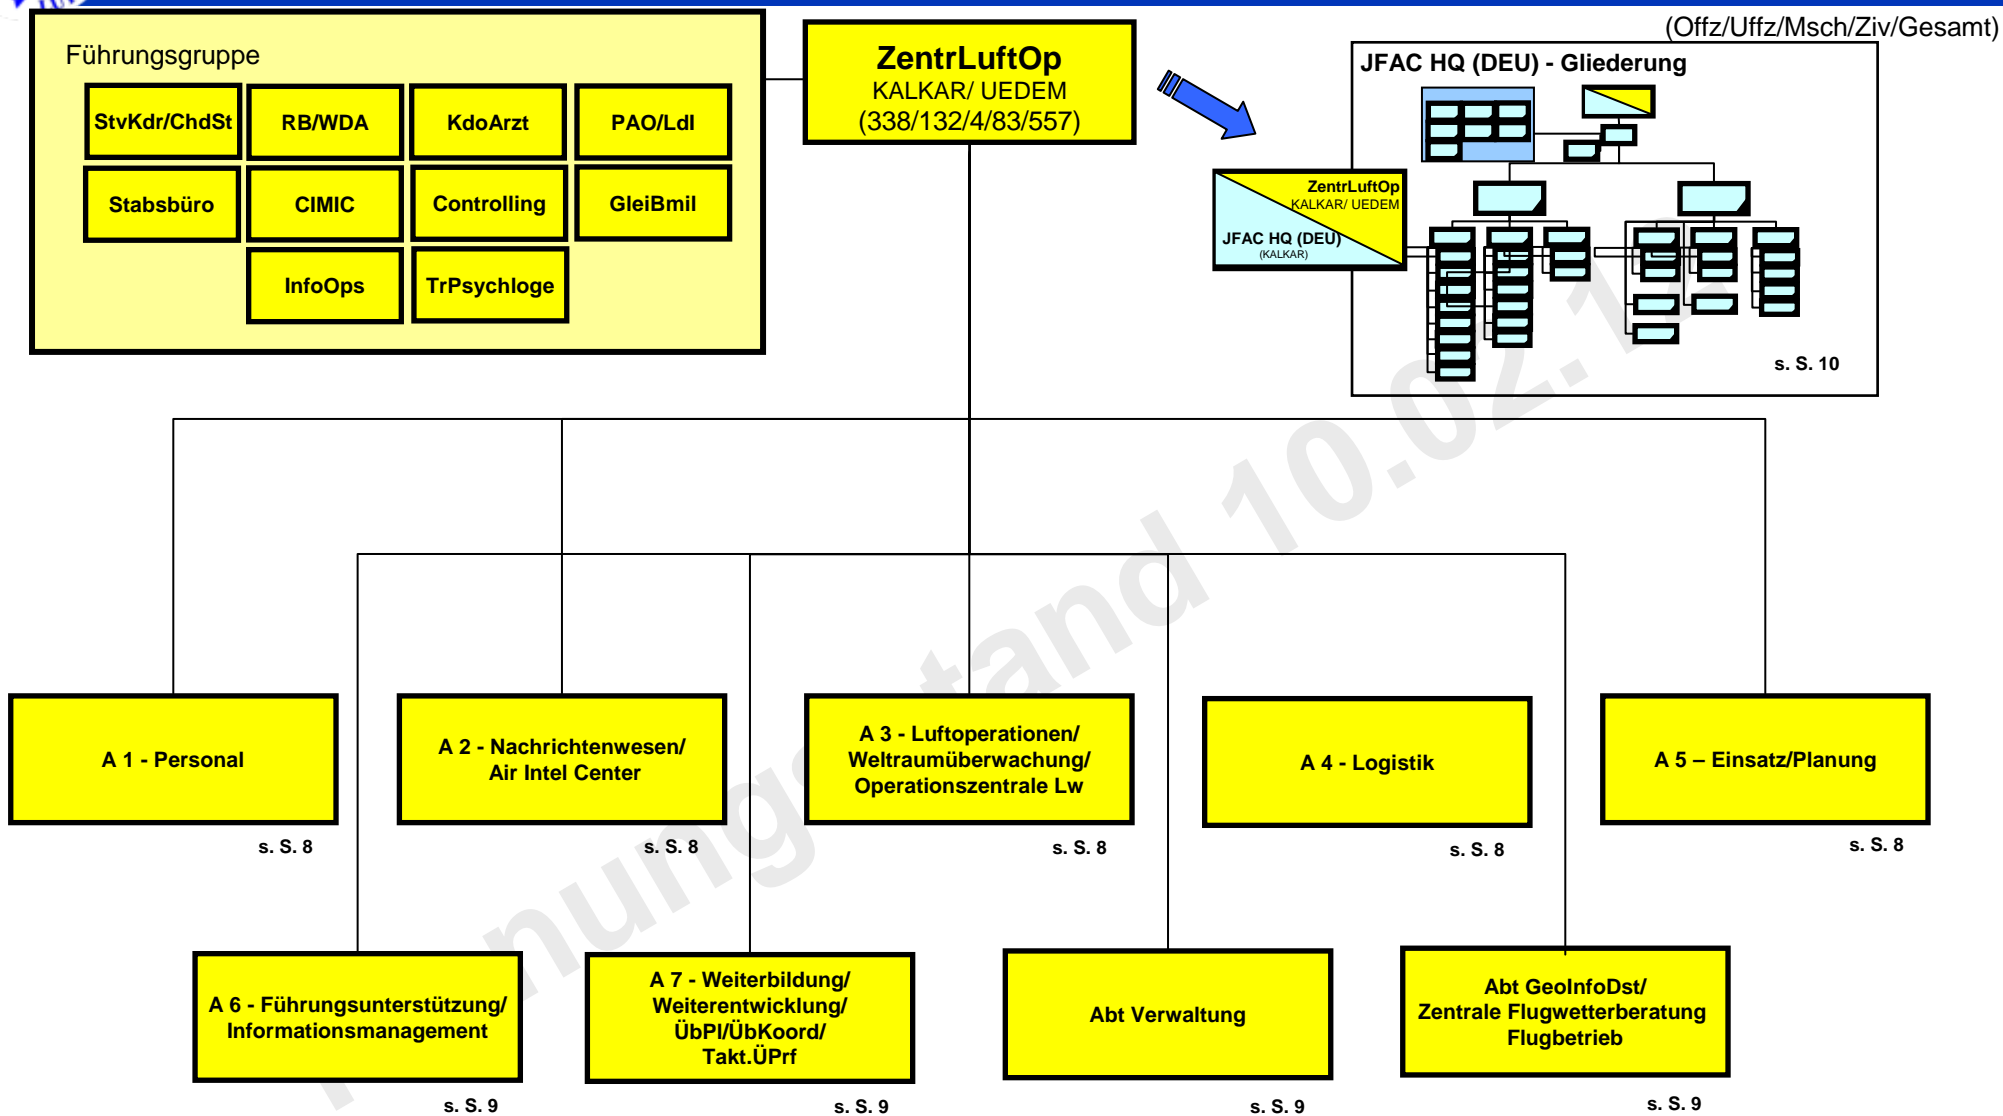 (Offz/Uffz/Msch/Ziv/Gesamt)
Führungsgruppe
StvKdr/ChdSt
RB/WDA
KdoArzt
PAO/LdI
Stabsbüro
CIMIC
Controlling
GleiBmil
InfoOps
TrPsychloge
ZentrLuftOp
KALKAR/ UEDEM
(338/132/4/83/557)
JFAC HQ (DEU) - Gliederung
ZentrLuftOp
KALKAR/ UEDEM
JFAC HQ (DEU)
(KALKAR)
s. S. 10
A 1 - Personal
s. S. 8
A 2 - Nachrichtenwesen/
Air Intel Center
s. S. 8
A 3 - Luftoperationen/
Weltraumüberwachung/
Operationszentrale Lw
s. S. 8
A 4 - Logistik
s. S. 8
A 5 – Einsatz/Planung
s. S. 8
A 6 - Führungsunterstützung/
Informationsmanagement
s. S. 9
A 7 - Weiterbildung/
Weiterentwicklung/
ÜbPl/ÜbKoord/
Takt.ÜPrf
s. S. 9
Abt Verwaltung
s. S. 9
Abt GeoInfoDst/
Zentrale Flugwetterberatung
Flugbetrieb
s. S. 9